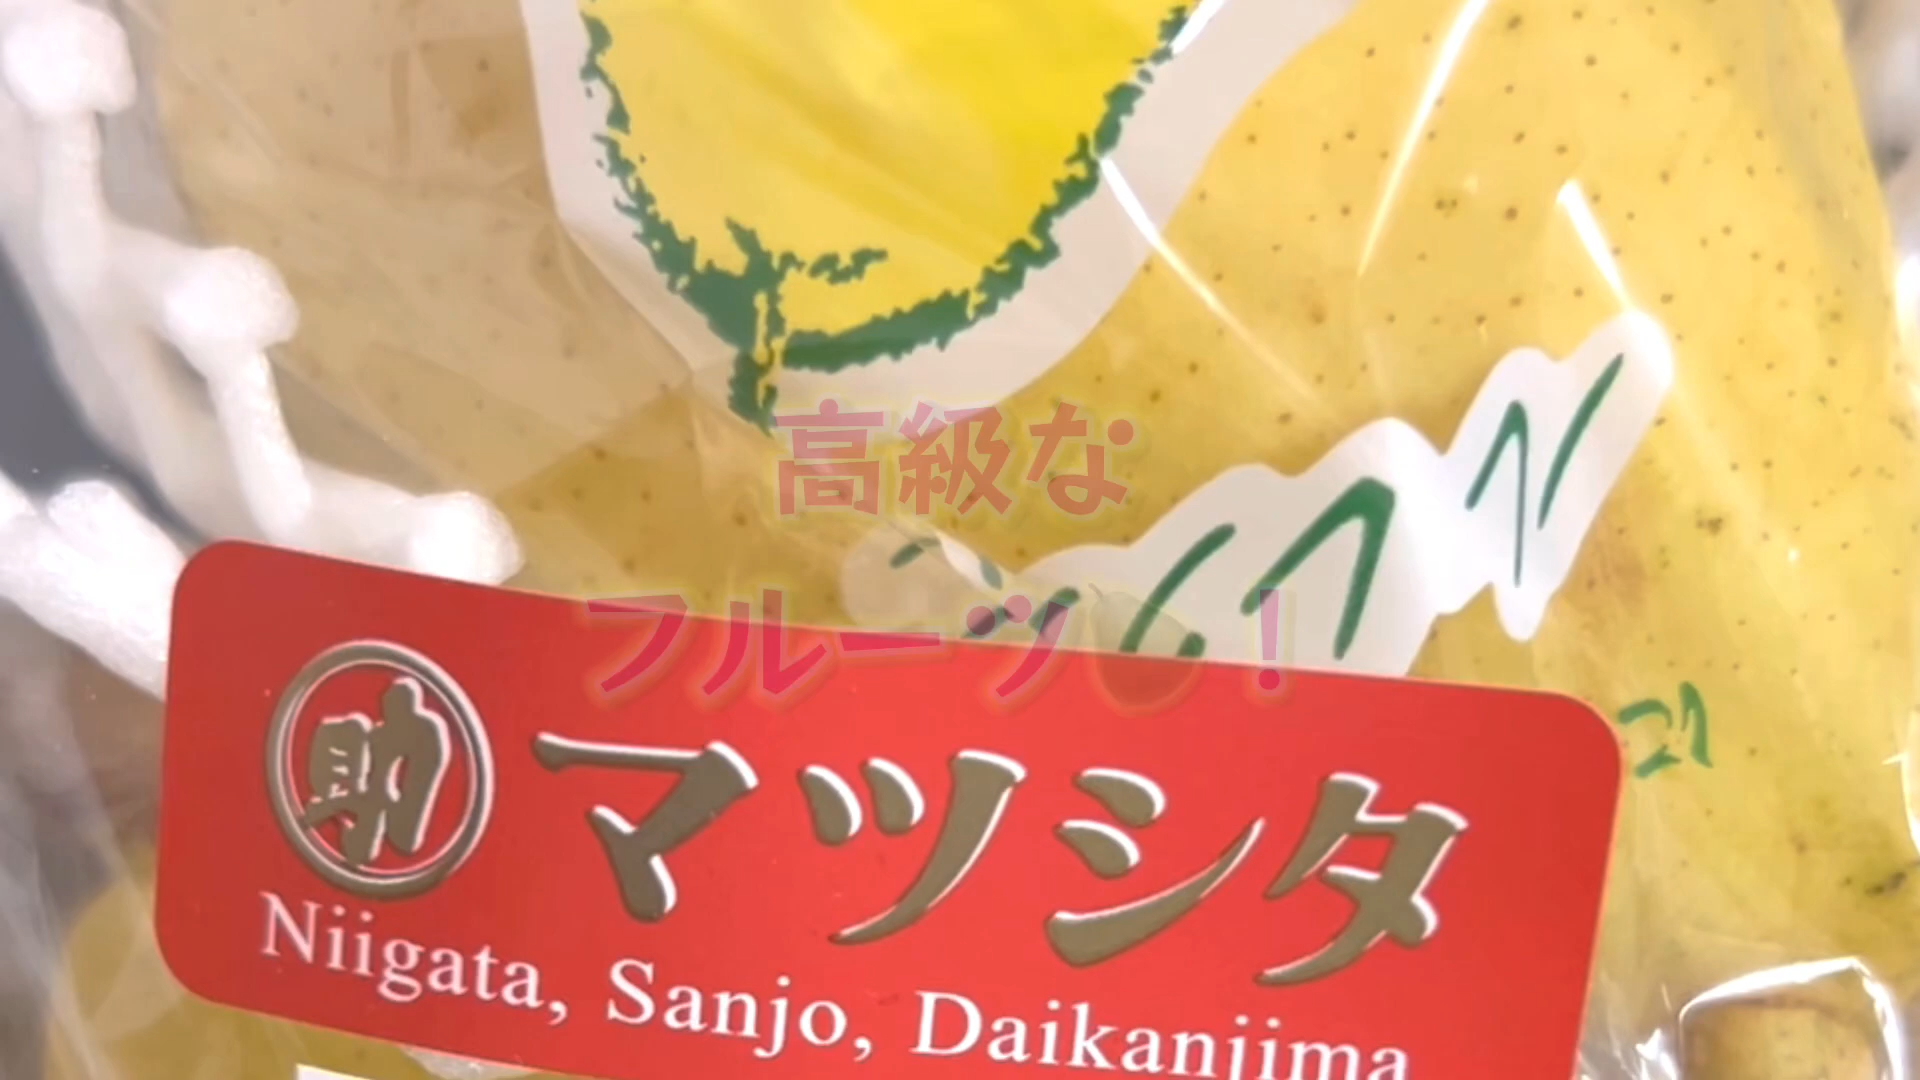 高級な
フルーツ🍐！
助 マツシタ
Niigata, Sanjo, Daikanjima